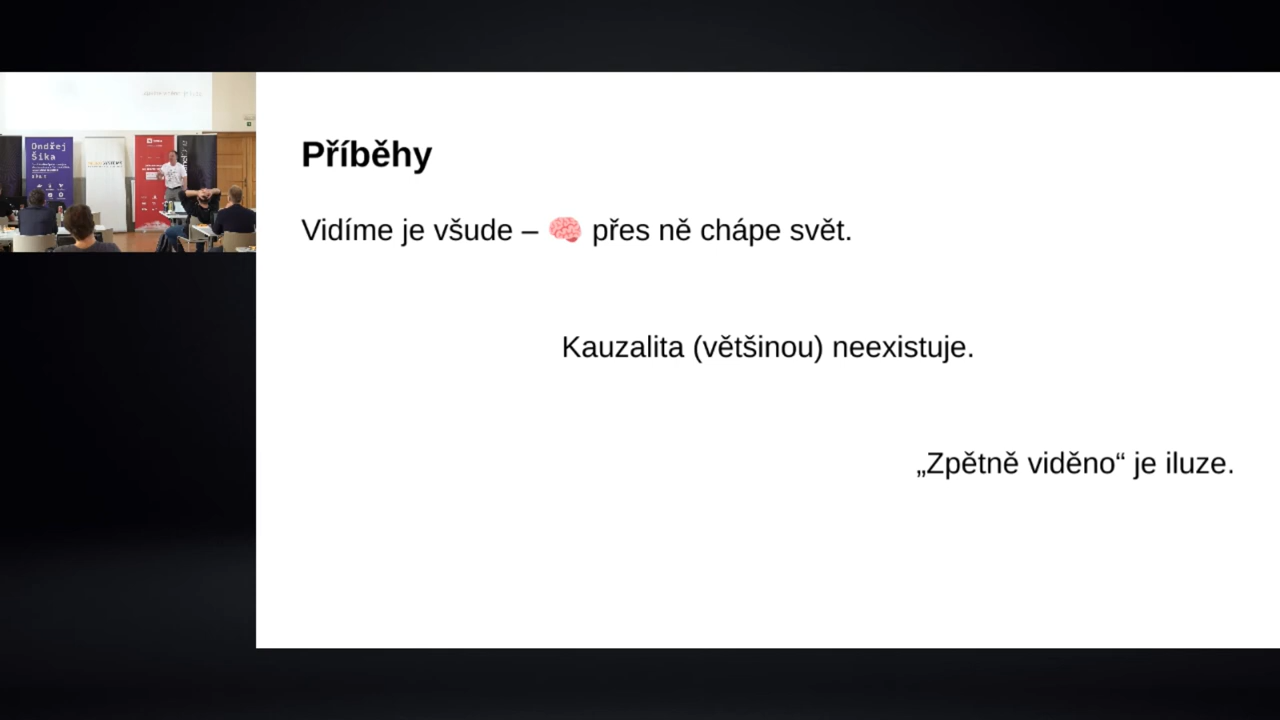 Ondřej
Šika
Příběhy
Vidíme je všude – 🧠 přes ně chápe svět.
Kauzalita (většinou) neexistuje.
„Zpětně viděno“ je iluze.